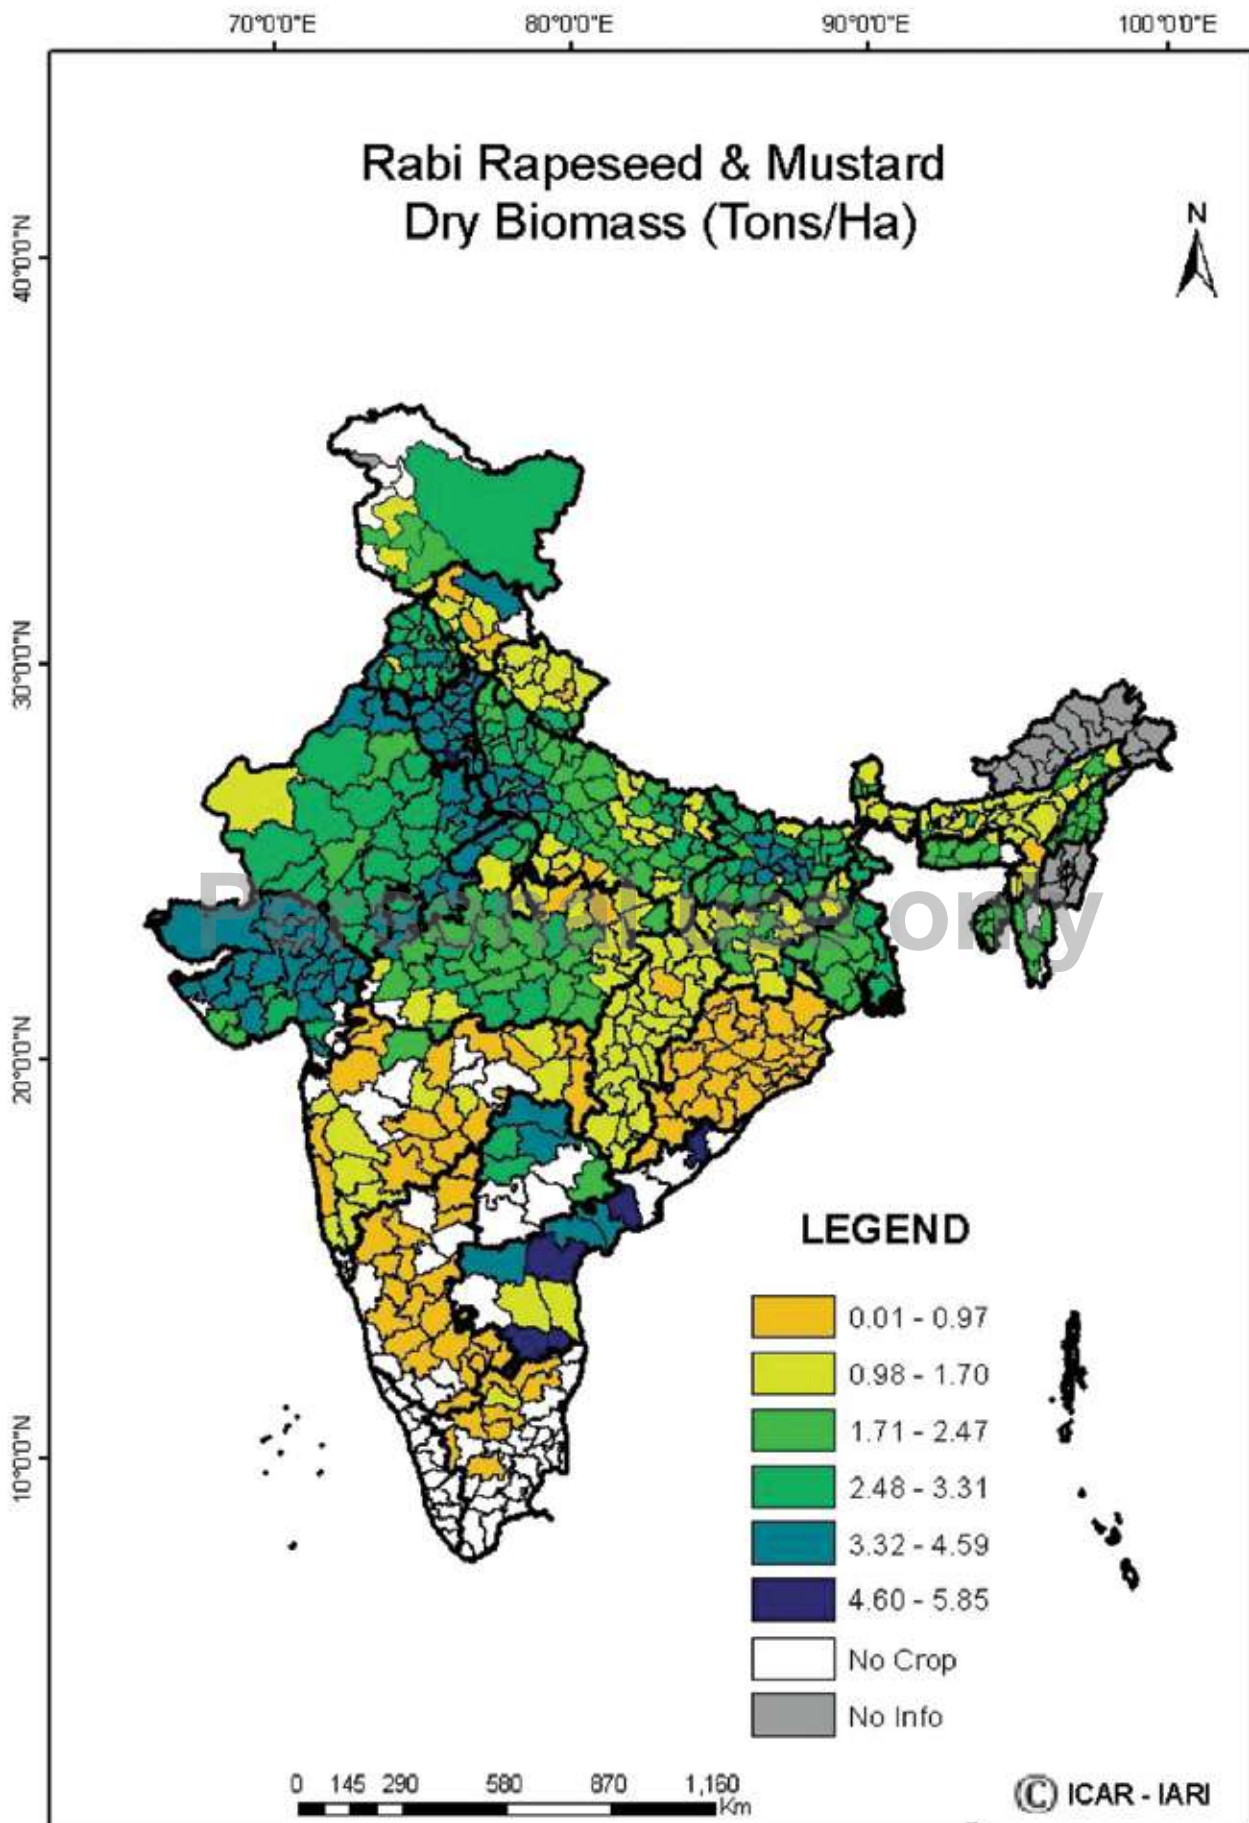 70°0'0"E 80°0'0"E 90°0'0"E 100°0'0"E
Rabi Rapeseed & Mustard
Dry Biomass (Tons/Ha)
N
40°0'0"N
30°0'0"N
Personal use only
20°0'0"N
LEGEND
0.01 - 0.97
0.98 - 1.70
1.71 - 2.47
10°0'0"N
2.48 - 3.31
3.32 - 4.59
4.60 - 5.85
No Crop
No Info
0 145 290 580 870 1,160
Km
© ICAR - IARI